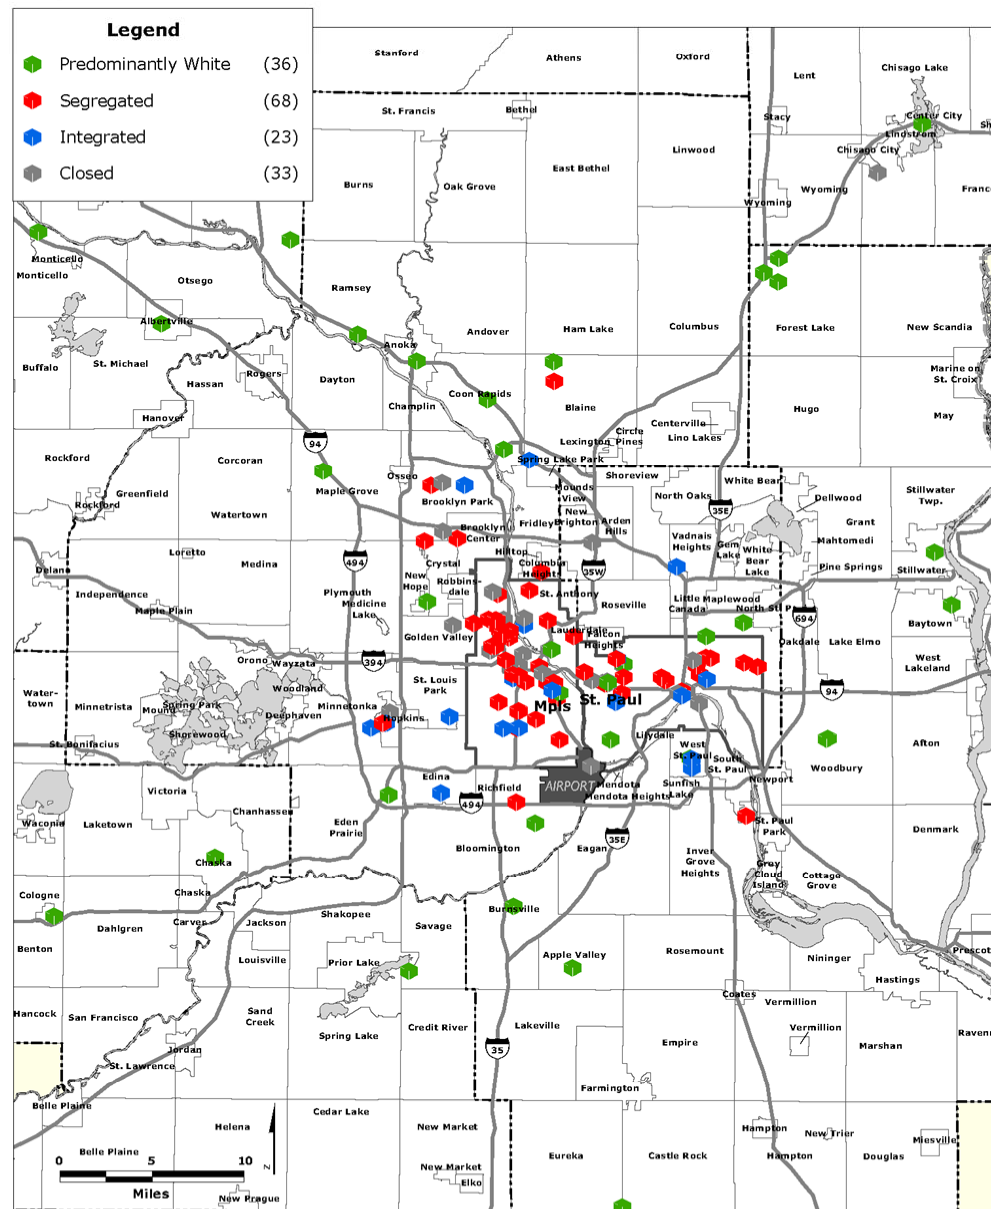 Legend
Predominantly White (36)
Segregated (68)
Integrated (23)
Closed (33)
Stanford
Athens
Oxford
Lent
Chisago Lake
St. Francis
Bethel
Stacy
Center City
Lindstrom
Chisago City
Linwood
East Bethel
Burns
Oak Grove
Wyoming
Wyoming
Monticello
Monticello
Otsego
Ramsey
Albertville
Anoka
Andover
Ham Lake
Columbus
Forest Lake
New Scandia
Buffalo
St. Michael
Hassan
Rogers
Dayton
Marine on
St. Croix
Hanover
Champlin
Coon Rapids
Blaine
Hugo
May
Centerville
Circle
Pines
Lexington
Lino Lakes
94
Rockford
Corcoran
Spring Lake Park
Osseo
Maple Grove
Brooklyn Park
Shoreview
Mounds
View
North Oaks
White Bear
Dellwood
Stillwater
Twp.
Greenfield
Rockford
Watertown
35E
Grant
Mahtomedi
Brooklyn
Center
Fridley
New
Brighton
Arden
Hills
Vadnais
Heights
Gem
Lake
White
Bear
Lake
Loretto
Medina
494
Crystal
Hilltop
Columbia
Heights
35W
Pine Springs
Stillwater
Delano
Independence
Maple Plain
Plymouth
Medicine
Lake
New
Hope
Robbins-
dale
St. Anthony
Roseville
Little
Canada
Maplewood
694
Baytown
Golden Valley
Lauderdale
Falcon
Heights
Oakdale
Lake Elmo
West
Lakeland
Orono
Wayzata
394
Woodland
St. Louis
Park
94
Water-
town
Minnetrista
Mound
Spring Park
Minnetonka
Deephaven
Hopkins
Mpls
St. Paul
Shorewood
St. Bonifacius
Lilydale
West
St. Paul
South
St. Paul
Afton
Woodbury
Newport
Edina
Richfield
AIRPORT
Mendota
Mendota Heights
Sunfish
Lake
Victoria
Chanhassen
494
Waconia
Laketown
Eden
Prairie
Bloomington
Eagan
35E
St. Paul
Park
Denmark
Inver
Grove
Heights
Grey
Cloud
Island
Cottage
Grove
Chaska
Chaska
Cologne
Carver
Dahlgren
Jackson
Shakopee
Savage
Burnsville
Benton
Louisville
Prior Lake
Apple Valley
Rosemount
Nininger
Hastings
Coates
Vermillion
Hancock
San Francisco
Sand
Creek
Spring Lake
Credit River
Lakeville
Empire
Vermillion
Marshan
35
Jordan
St. Lawrence
Farmington
Belle Plaine
Helena
Cedar Lake
New Market
Hampton
New Trier
Miesville
Belle Plaine
Eureka
Castle Rock
Hampton
Douglas
0 5 10
Miles
N
New Market
Elko
New Prague